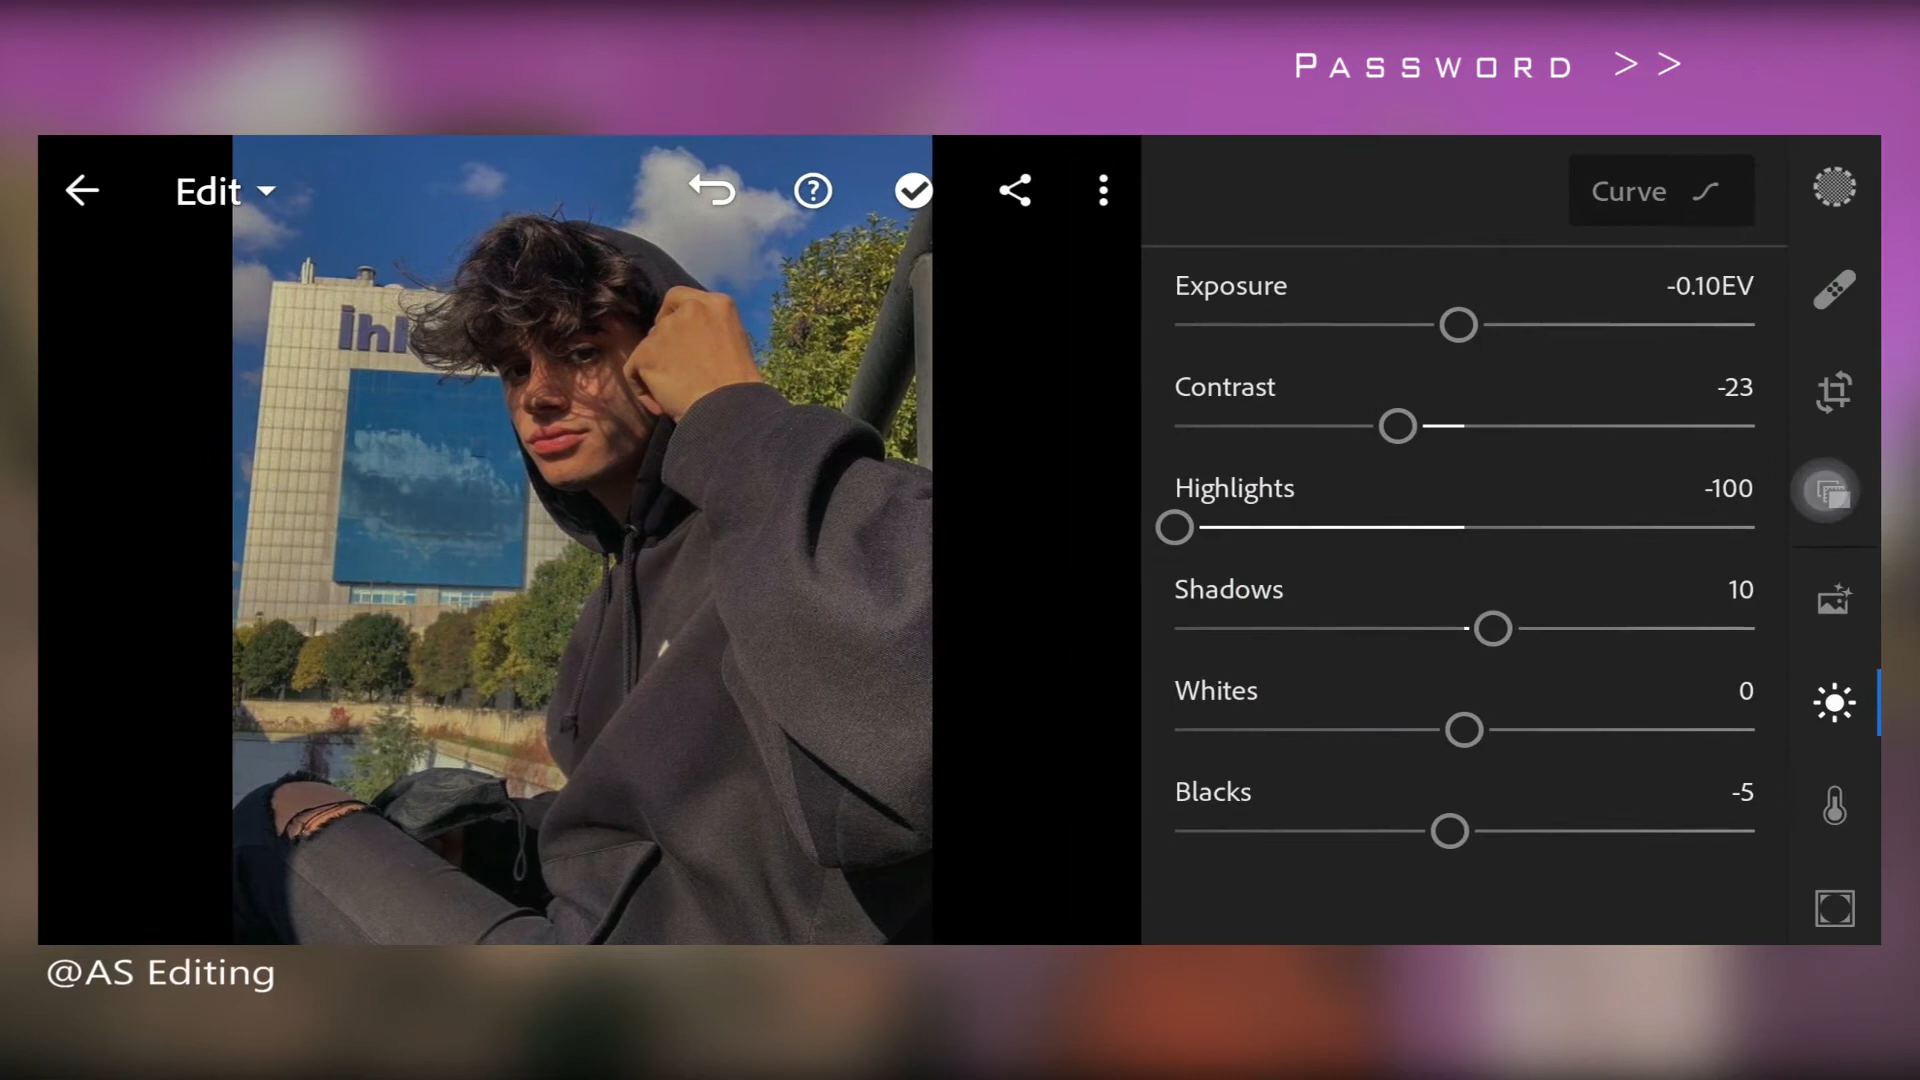 PASSWORD >>
Edit
Curve
Exposure -0.10EV
Contrast -23
Highlights -100
Shadows 10
Whites 0
Blacks -5
@AS Editing